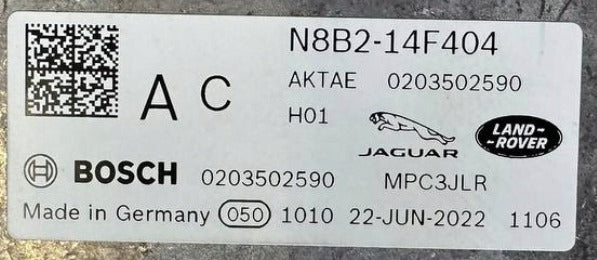 N8B2-14F404
A C
AKTAE 0203502590
H01
JAGUAR
LAND-
-ROVER
BOSCH 0203502590 MPC3JLR
Made in Germany 050 1010 22-JUN-2022 1106